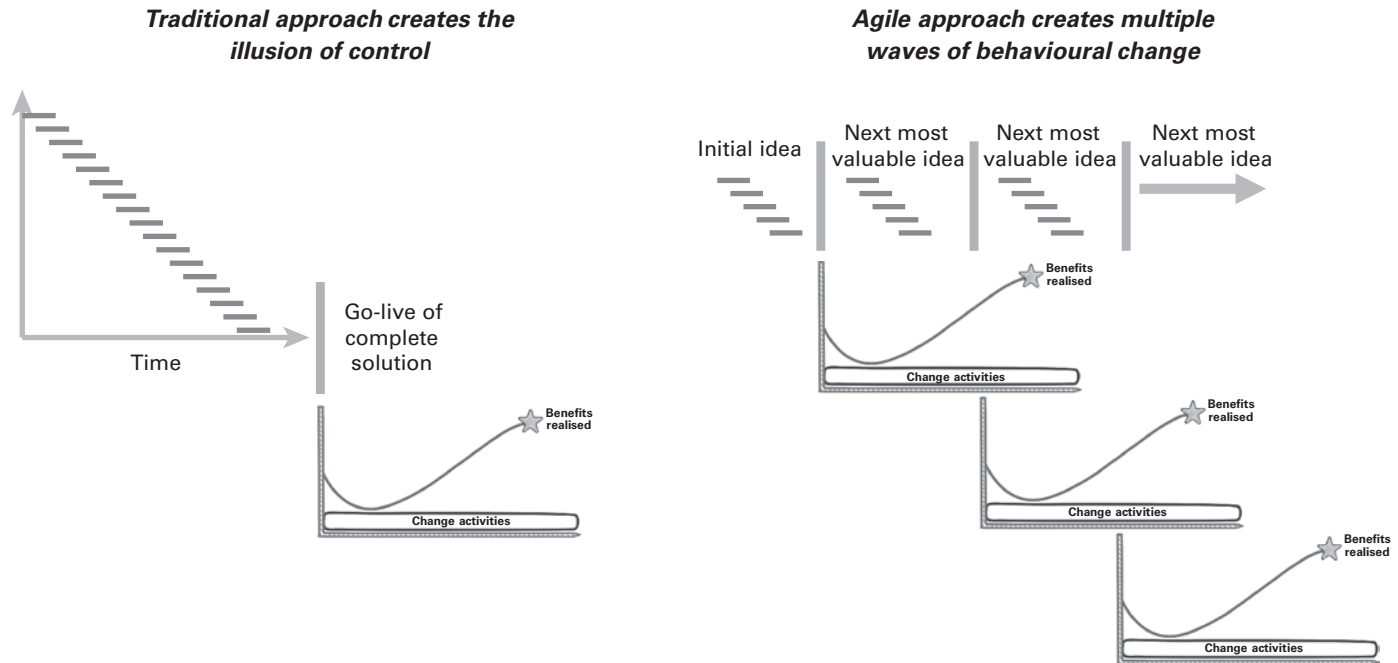 Traditional approach creates the
illusion of control
Time
Go-live of
complete
solution
Benefits
realised
Change activities
Agile approach creates multiple
waves of behavioural change
Initial idea
Next most
valuable idea
Next most
valuable idea
Next most
valuable idea
Benefits
realised
Change activities
Benefits
realised
Change activities
Benefits
realised
Change activities